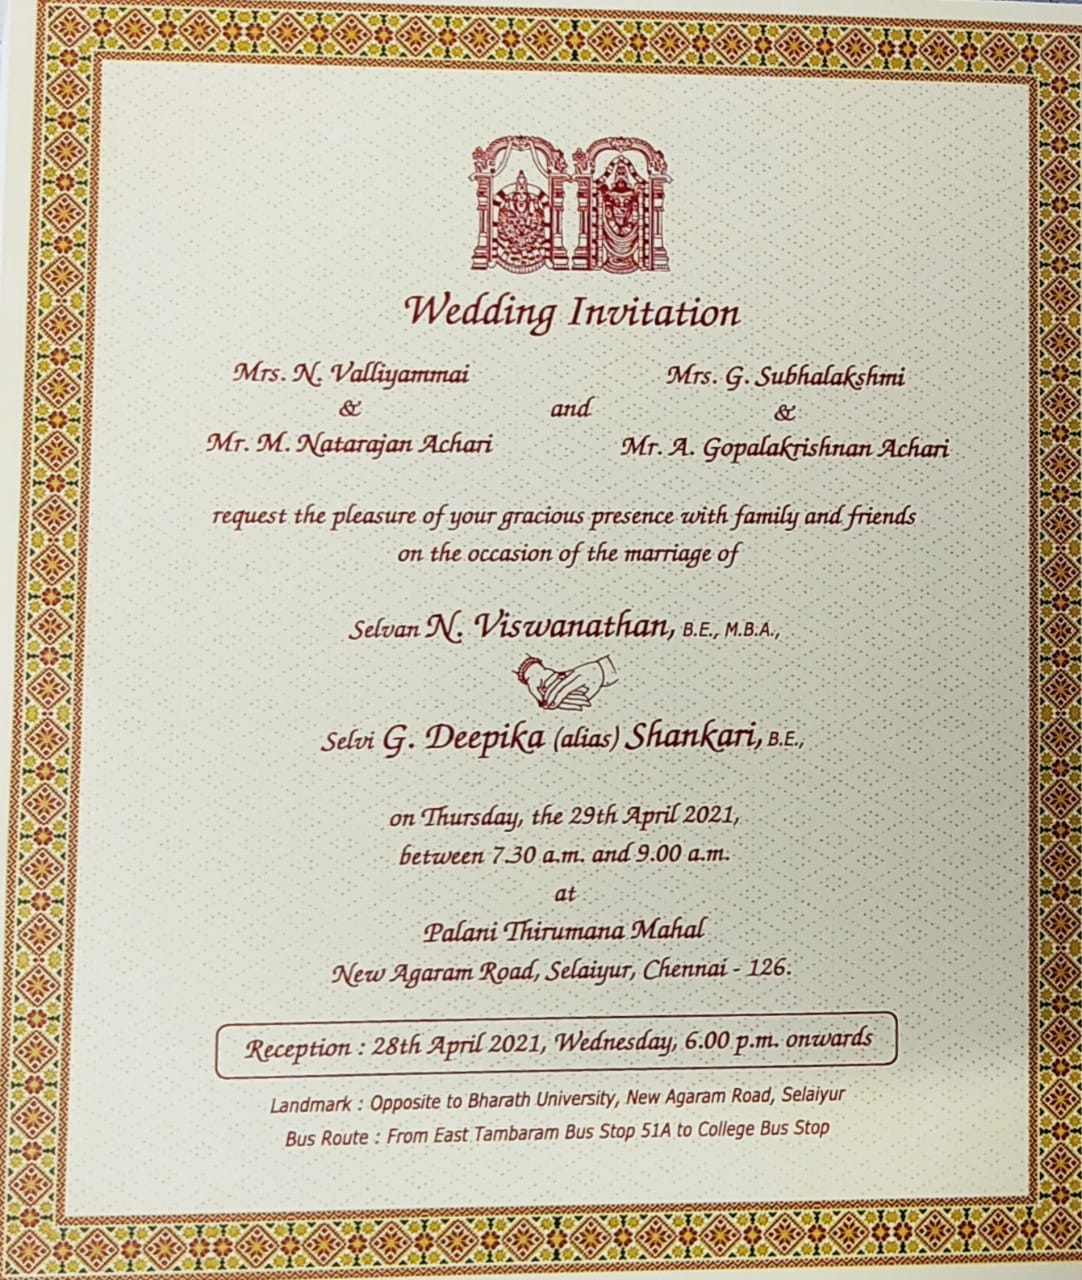 Wedding Invitation
Mrs. N. Valliyammai
&
Mr. M. Natarajan Achari
and
Mrs. G. Subhalakshmi
&
Mr. A. Gopalakrishnan Achari
request the pleasure of your gracious presence with family and friends
on the occasion of the marriage of
Selvan N. Viswanathan, B.E., M.B.A.,
Selvi G. Deepika (alias) Shankari, B.E.,
on Thursday, the 29th April 2021,
between 7.30 a.m. and 9.00 a.m.
at
Palani Thirumana Mahal
New Agaram Road, Selaiyur, Chennai - 126.
Reception : 28th April 2021, Wednesday, 6.00 p.m. onwards
Landmark : Opposite to Bharath University, New Agaram Road, Selaiyur
Bus Route : From East Tambaram Bus Stop 51A to College Bus Stop